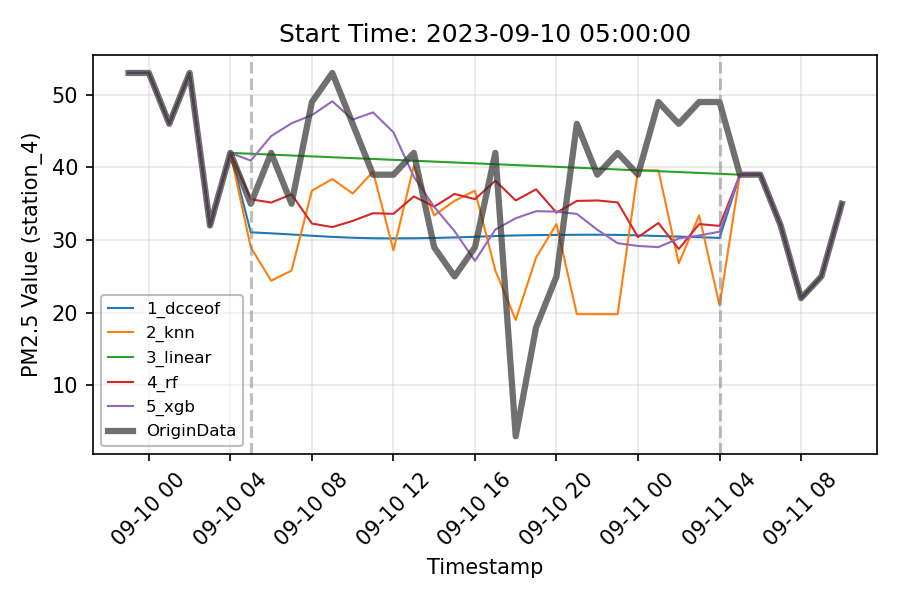 Start Time: 2023-09-10 05:00:00
PM2.5 Value (station_4)
50
40
30
20
10
1_dcceof
2_knn
3_linear
4_rf
5_xgb
OriginData
09-10 00
09-10 04
09-10 08
09-10 12
09-10 16
09-10 20
09-11 00
09-11 04
09-11 08
Timestamp